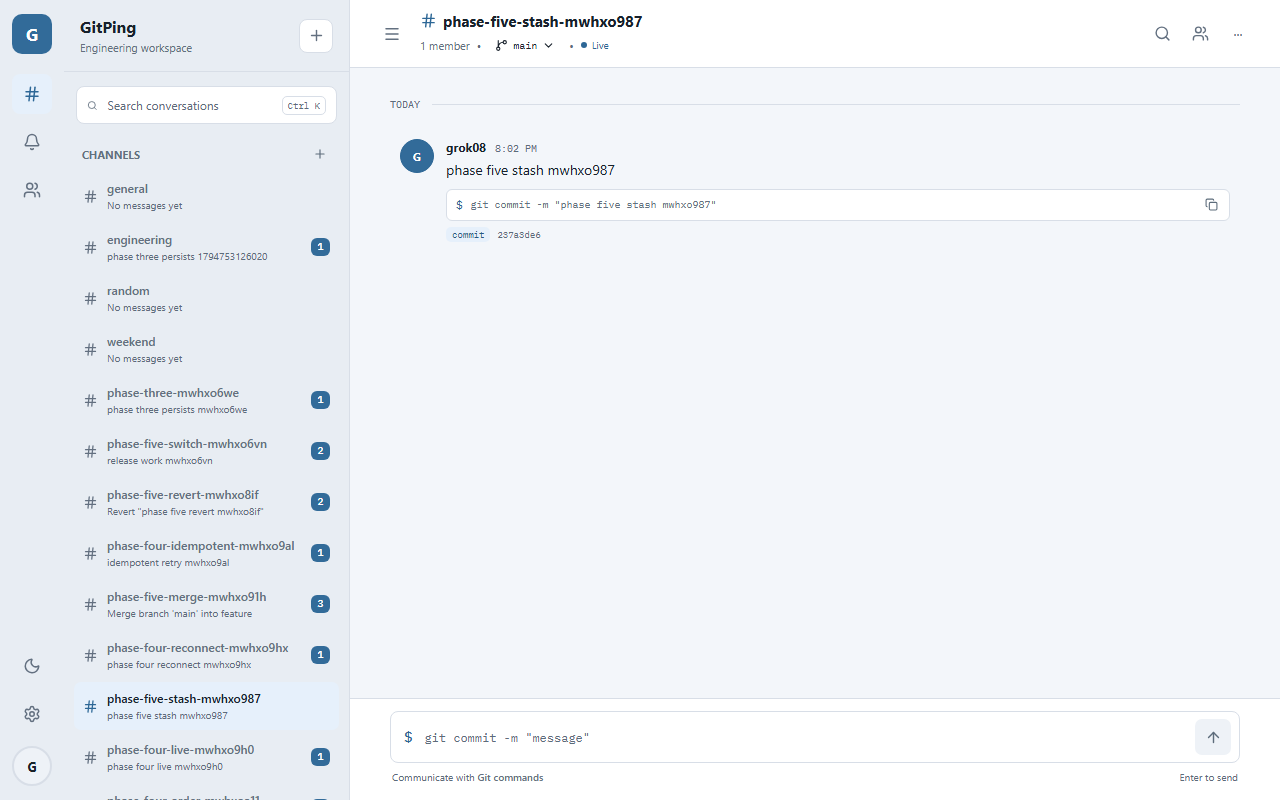 G
GitPing
Engineering workspace
Search conversations
Ctrl K
CHANNELS
general
No messages yet
engineering
phase three persists 1794753126020
1
random
No messages yet
weekend
No messages yet
phase-three-mwhxo6we
phase three persists mwhxo6we
1
phase-five-switch-mwhxo6vn
release work mwhxo6vn
2
phase-five-revert-mwhxo8if
Revert "phase five revert mwhxo8if"
2
phase-four-idempotent-mwhxo9al
idempotent retry mwhxo9al
1
phase-five-merge-mwhxo91h
Merge branch 'main' into feature
3
phase-four-reconnect-mwhxo9hx
phase four reconnect mwhxo9hx
1
phase-five-stash-mwhxo987
phase five stash mwhxo987
phase-four-live-mwhxo9h0
phase four live mwhxo9h0
1
G
# phase-five-stash-mwhxo987
1 member • main • Live
TODAY
G
grok08 8:02 PM
phase five stash mwhxo987
$ git commit -m "phase five stash mwhxo987"
commit 237a3de6
$ git commit -m "message"
Communicate with Git commands
Enter to send